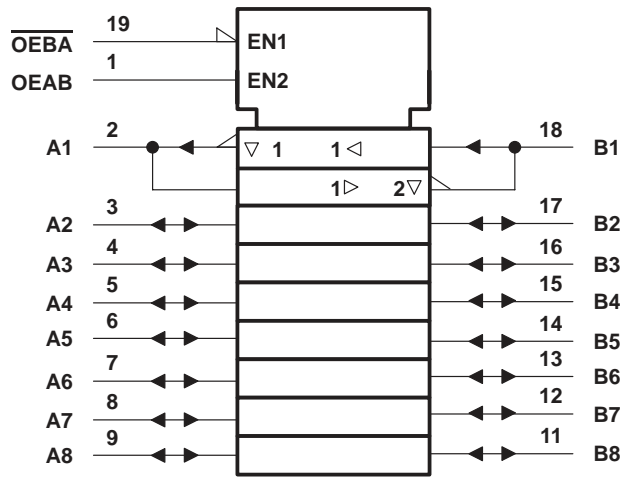 19
OEBA
EN1
1
OEAB
EN2
2
18
A1
▽ 1 1 ◁
B1
1 ▷ 2 ▽
3
17
A2
B2
4
16
A3
B3
5
15
A4
B4
6
14
A5
B5
7
13
A6
B6
8
12
A7
B7
9
11
A8
B8